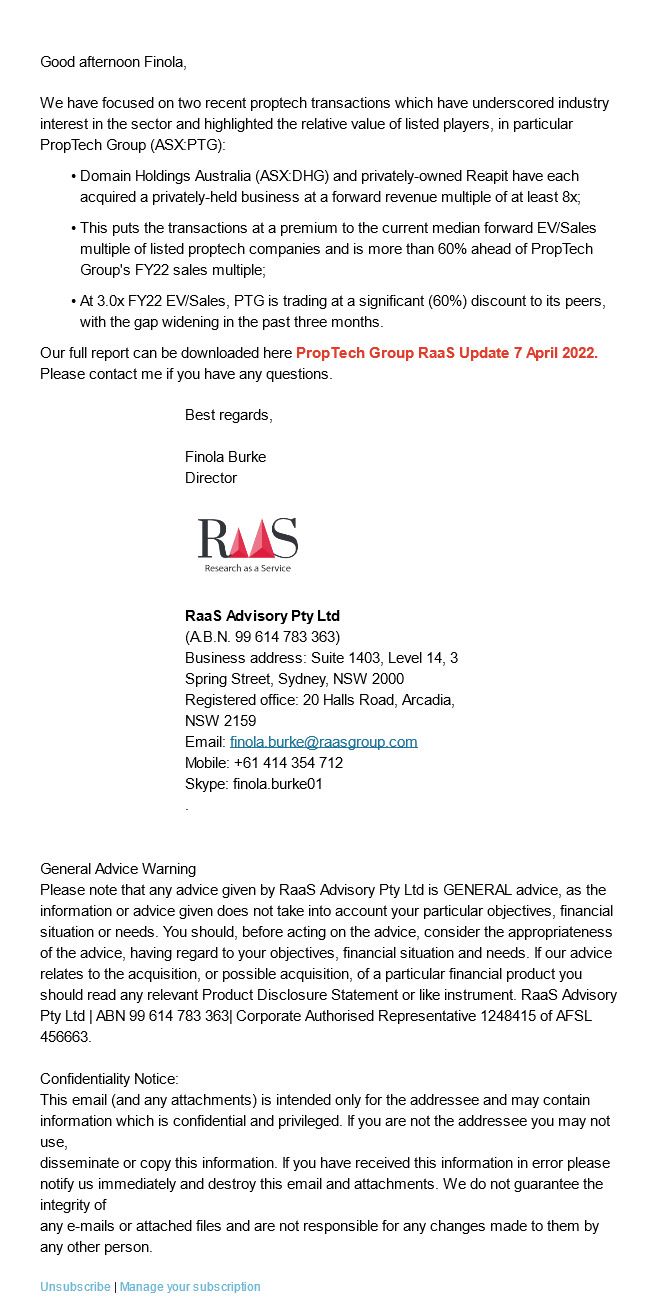 Good afternoon Finola,
We have focused on two recent proptech transactions which have underscored industry
interest in the sector and highlighted the relative value of listed players, in particular
PropTech Group (ASX:PTG):
• Domain Holdings Australia (ASX:DHG) and privately-owned Reapit have each
acquired a privately-held business at a forward revenue multiple of at least 8x;
• This puts the transactions at a premium to the current median forward EV/Sales
multiple of listed proptech companies and is more than 60% ahead of PropTech
Group's FY22 sales multiple;
• At 3.0x FY22 EV/Sales, PTG is trading at a significant (60%) discount to its peers,
with the gap widening in the past three months.
Our full report can be downloaded here PropTech Group RaaS Update 7 April 2022.
Please contact me if you have any questions.
Best regards,
Finola Burke
Director
RAAS
Research as a Service
RaaS Advisory Pty Ltd
(A.B.N. 99 614 783 363)
Business address: Suite 1403, Level 14, 3
Spring Street, Sydney, NSW 2000
Registered office: 20 Halls Road, Arcadia,
NSW 2159
Email: finola.burke@raasgroup.com
Mobile: +61 414 354 712
Skype: finola.burke01
.
General Advice Warning
Please note that any advice given by RaaS Advisory Pty Ltd is GENERAL advice, as the
information or advice given does not take into account your particular objectives, financial
situation or needs. You should, before acting on the advice, consider the appropriateness
of the advice, having regard to your objectives, financial situation and needs. If our advice
relates to the acquisition, or possible acquisition, of a particular financial product you
should read any relevant Product Disclosure Statement or like instrument. RaaS Advisory
Pty Ltd | ABN 99 614 783 363| Corporate Authorised Representative 1248415 of AFSL
456663.
Confidentiality Notice:
This email (and any attachments) is intended only for the addressee and may contain
information which is confidential and privileged. If you are not the addressee you may not
use,
disseminate or copy this information. If you have received this information in error please
notify us immediately and destroy this email and attachments. We do not guarantee the
integrity of
any e-mails or attached files and are not responsible for any changes made to them by
any other person.
Unsubscribe | Manage your subscription